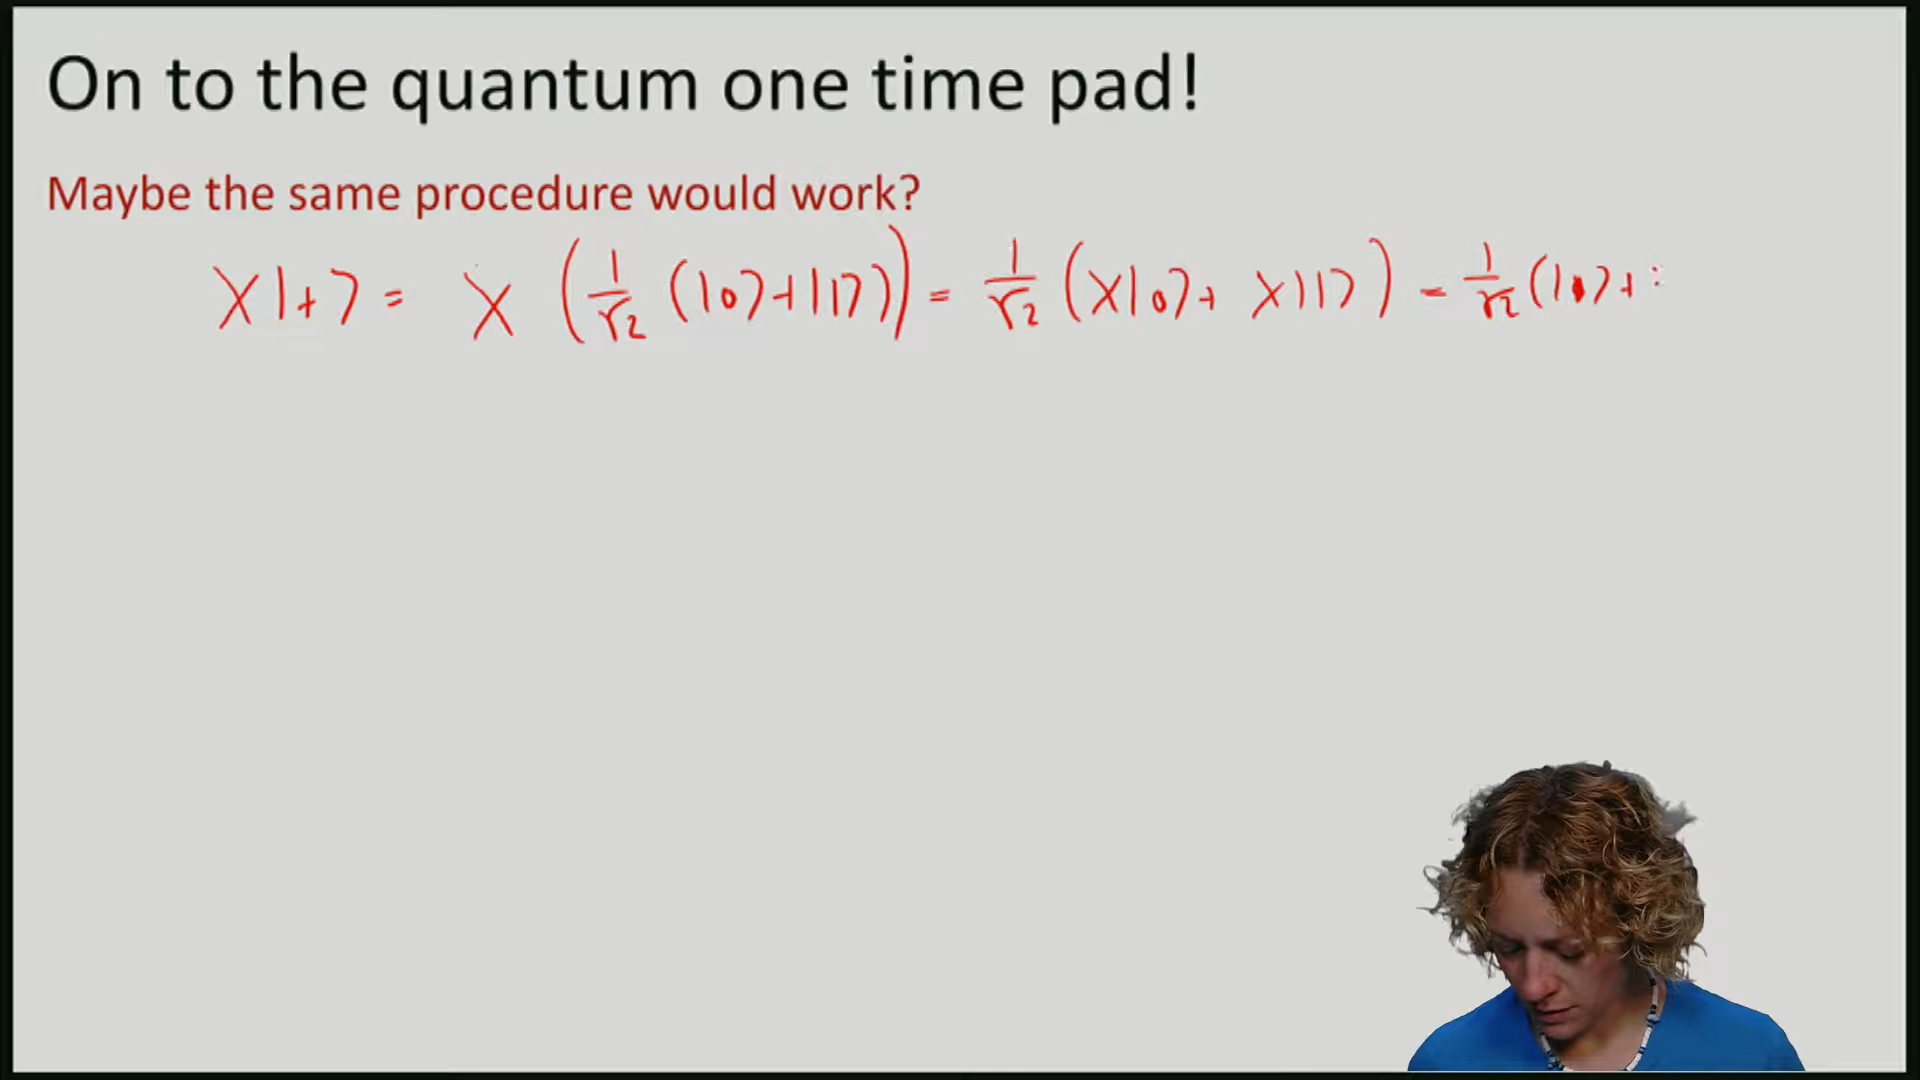 On to the quantum one time pad!
Maybe the same procedure would work?
X|+⟩ = X (1/√2 (|0⟩+|1⟩)) = 1/√2 (X|0⟩+ X|1⟩) = 1/√2 (|1⟩+